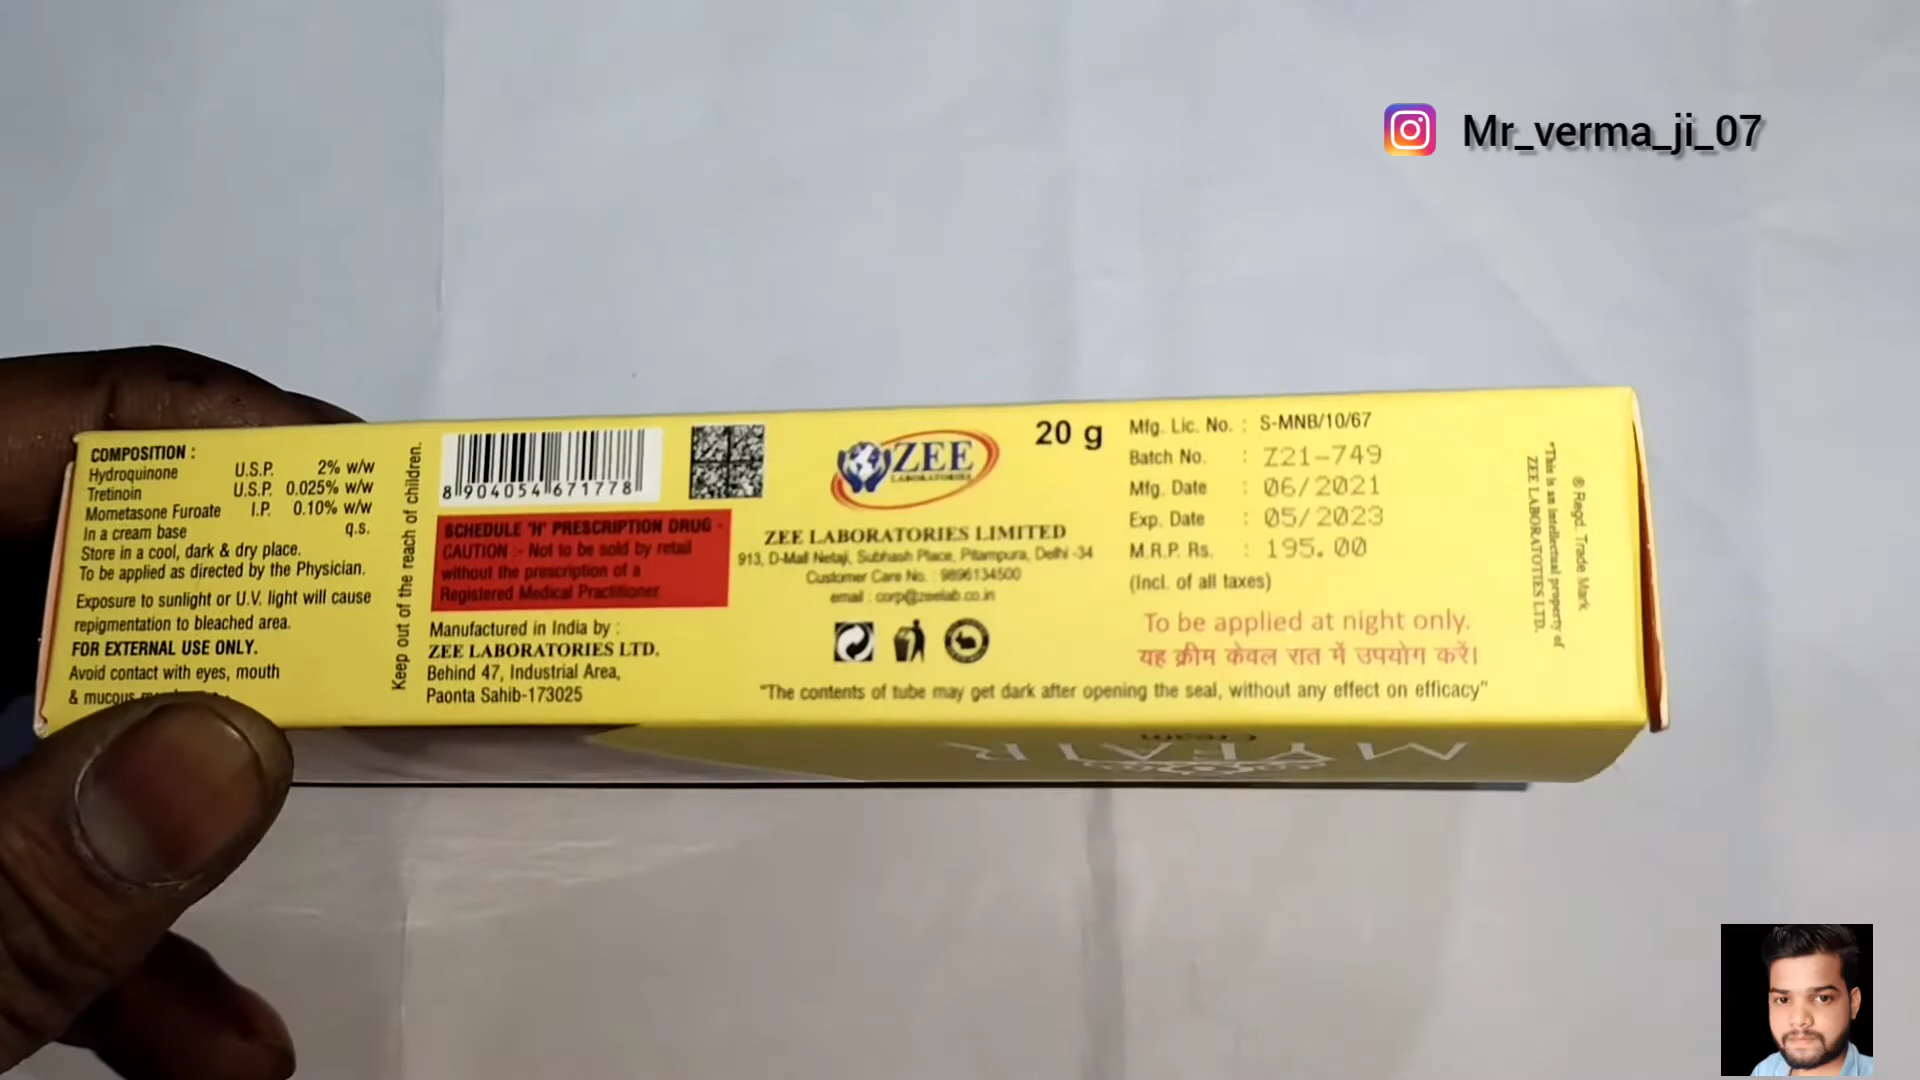 Mr_verma_ji_07
COMPOSITION :
Hydroquinone U.S.P. 2% w/w
Tretinoin U.S.P. 0.025% w/w
Mometasone Furoate I.P. 0.10% w/w
In a cream base q.s.
Store in a cool, dark & dry place.
To be applied as directed by the Physician.
Exposure to sunlight or U.V. light will cause
repigmentation to bleached area.
FOR EXTERNAL USE ONLY.
Avoid contact with eyes, mouth
& mucous
Keep out of the reach of children.
8 904054 671778
SCHEDULE 'H' PRESCRIPTION DRUG -
CAUTION :- Not to be sold by retail
without the prescription of a
Registered Medical Practitioner
Manufactured in India by :
ZEE LABORATORIES LTD.
Behind 47, Industrial Area,
Paonta Sahib-173025
ZEE
LABORATORIES
20 g
ZEE LABORATORIES LIMITED
913, D-Mall Netaji, Subhash Place, Pitampura, Delhi -34
Customer Care No. : 9896134500
email : corp@zeelab.co.in
Mfg. Lic. No. : S-MNB/10/67
Batch No. : Z21-749
Mfg. Date : 06/2021
Exp. Date : 05/2023
M.R.P. Rs. : 195.00
(Incl. of all taxes)
To be applied at night only.
यह क्रीम केवल रात में उपयोग करें।
"The contents of tube may get dark after opening the seal, without any effect on efficacy"
® Regd. Trade Mark
"This is an intellectual property of
ZEE LABORATOTIES LTD.
MYFAIR
Cream